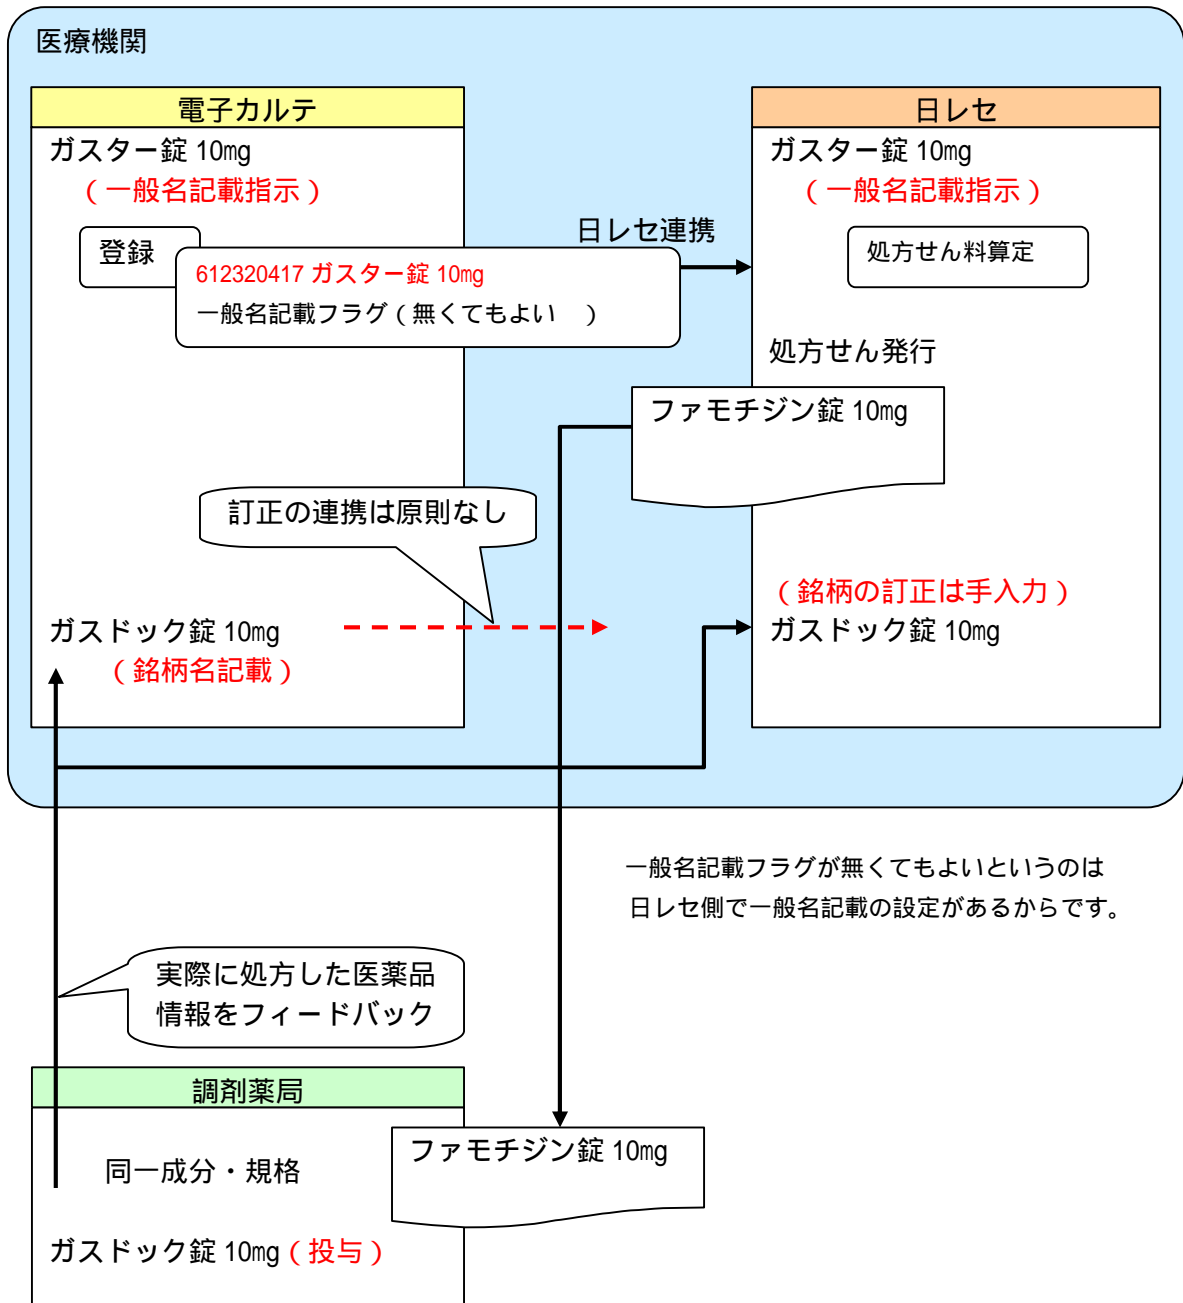 医療機関
電子カルテ
ガスター錠 10mg
（一般名記載指示）
登録
612320417 ガスター錠 10mg
一般名記載フラグ（無くてもよい　）
日レセ連携
日レセ
ガスター錠 10mg
（一般名記載指示）
処方せん料算定
処方せん発行
ファモチジン錠 10mg
訂正の連携は原則なし
ガスドック錠 10mg
（銘柄名記載）
（銘柄の訂正は手入力）
ガスドック錠 10mg
一般名記載フラグが無くてもよいというのは
日レセ側で一般名記載の設定があるからです。
実際に処方した医薬品
情報をフィードバック
調剤薬局
同一成分・規格
ファモチジン錠 10mg
ガスドック錠 10mg（投与）